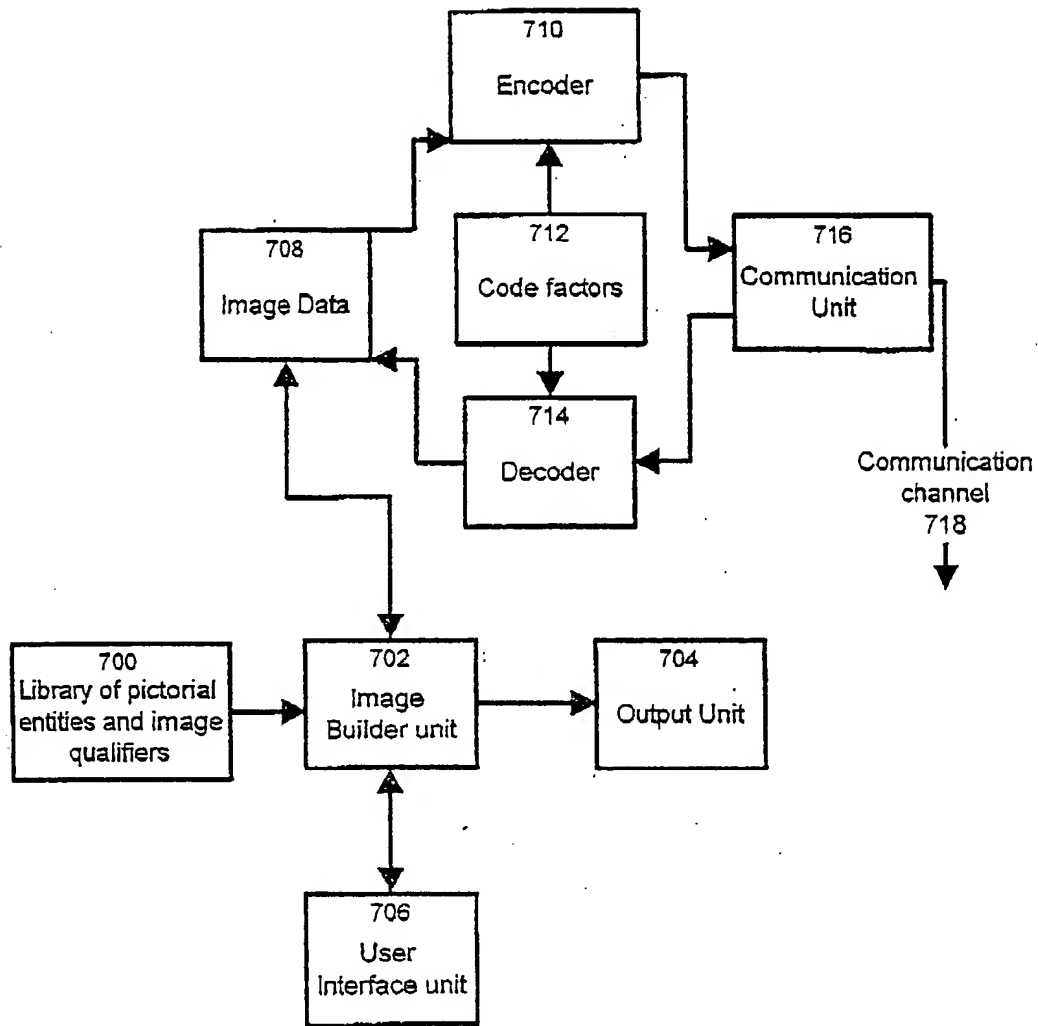 710
Encoder
708
Image Data
712
Code factors
716
Communication
Unit
714
Decoder
Communication
channel
718
700
Library of pictorial
entities and image
qualifiers
702
Image
Builder unit
704
Output Unit
706
User
Interface unit